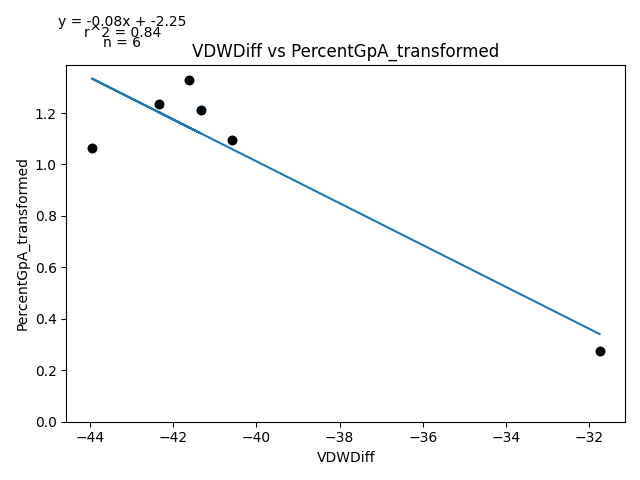 y = -0.08x + -2.25
r^2 = 0.84
n = 6
VDWDiff vs PercentGpA_transformed
PercentGpA_transformed
1.2
1.0
0.8
0.6
0.4
0.2
0.0
−44 −42 −40 −38 −36 −34 −32
VDWDiff